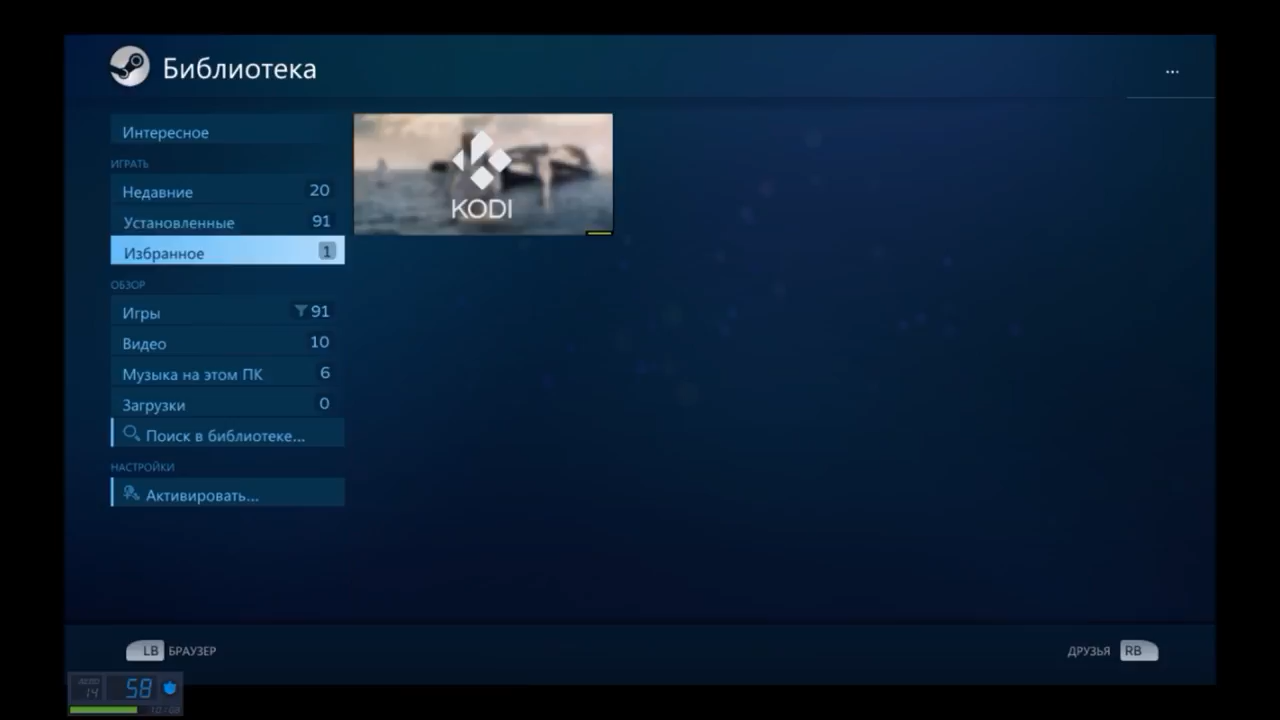 Библиотека
...
Интересное
ИГРАТЬ
Недавние 20
Установленные 91
Избранное 1
KODI
ОБЗОР
Игры 91
Видео 10
Музыка на этом ПК 6
Загрузки 0
Поиск в библиотеке...
НАСТРОЙКИ
Активировать...
LB БРАУЗЕР
ДРУЗЬЯ RB
14 58